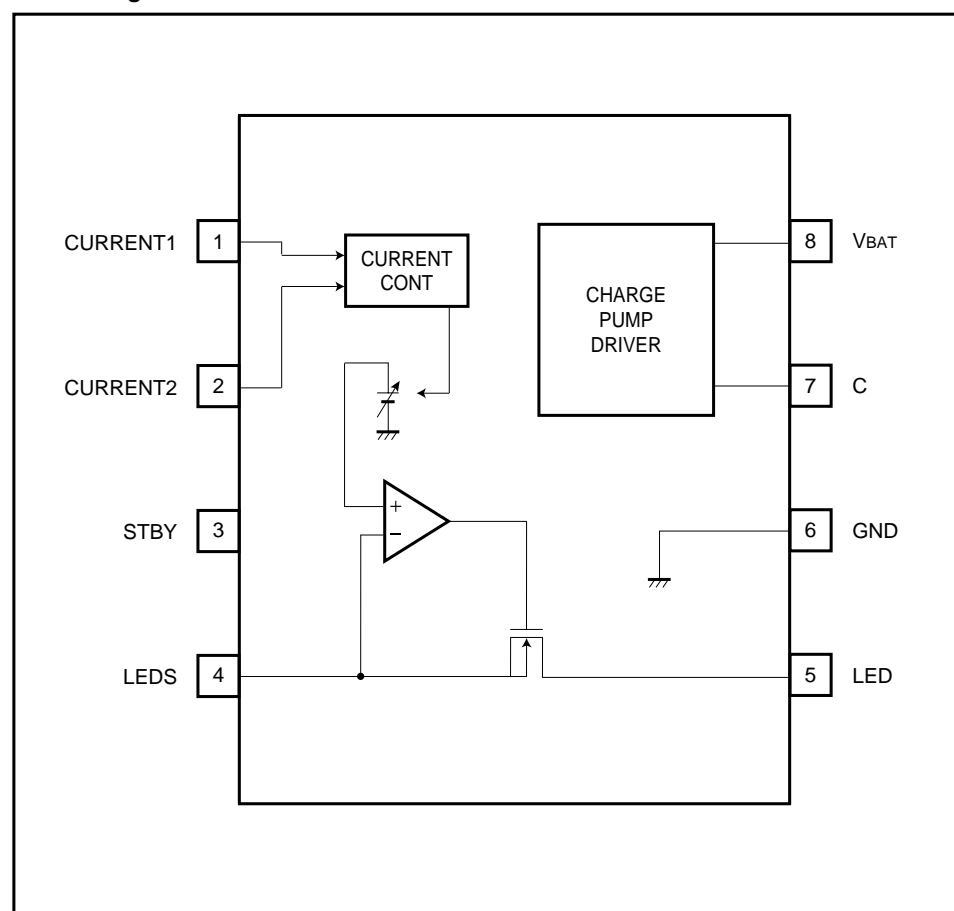 CURRENT1
1
CURRENT
CONT
CHARGE
PUMP
DRIVER
8
VBAT
CURRENT2
2
7
C
STBY
3
+
−
6
GND
LEDS
4
5
LED